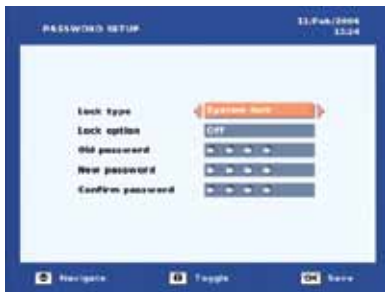 PASSWORD SETUP
11/Feb/2004
13:24
Lock type System lock
Lock option Off
Old password
New password
Confirm password
Navigate Toggle OK Save